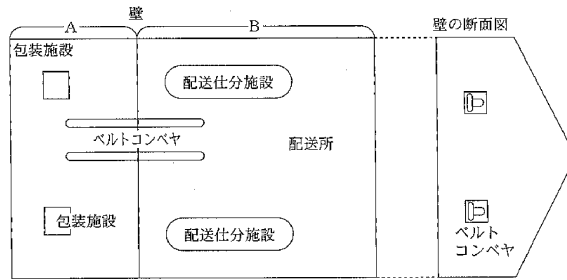 壁
A
B
壁の断面図
包装施設
配送仕分施設
ベルトコンベヤ
配送所
包装施設
配送仕分施設
ベルト
コンベヤ